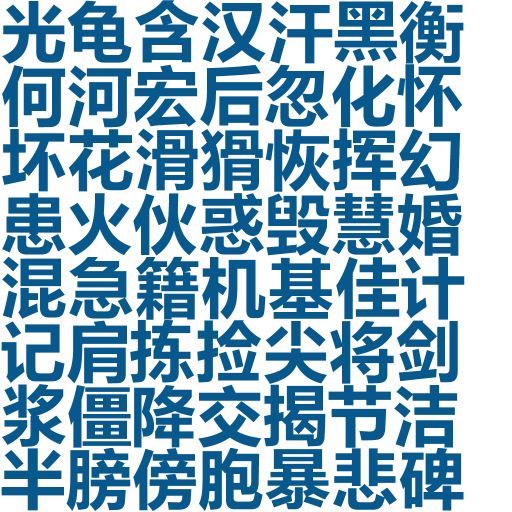 光龟含汉汗黑衡
何河宏后忽化怀
坏花滑猾恢挥幻
患火伙惑毁慧婚
混急籍机基佳计
记肩拣捡尖将剑
浆僵降交揭节洁
半膀傍胞暴悲碑